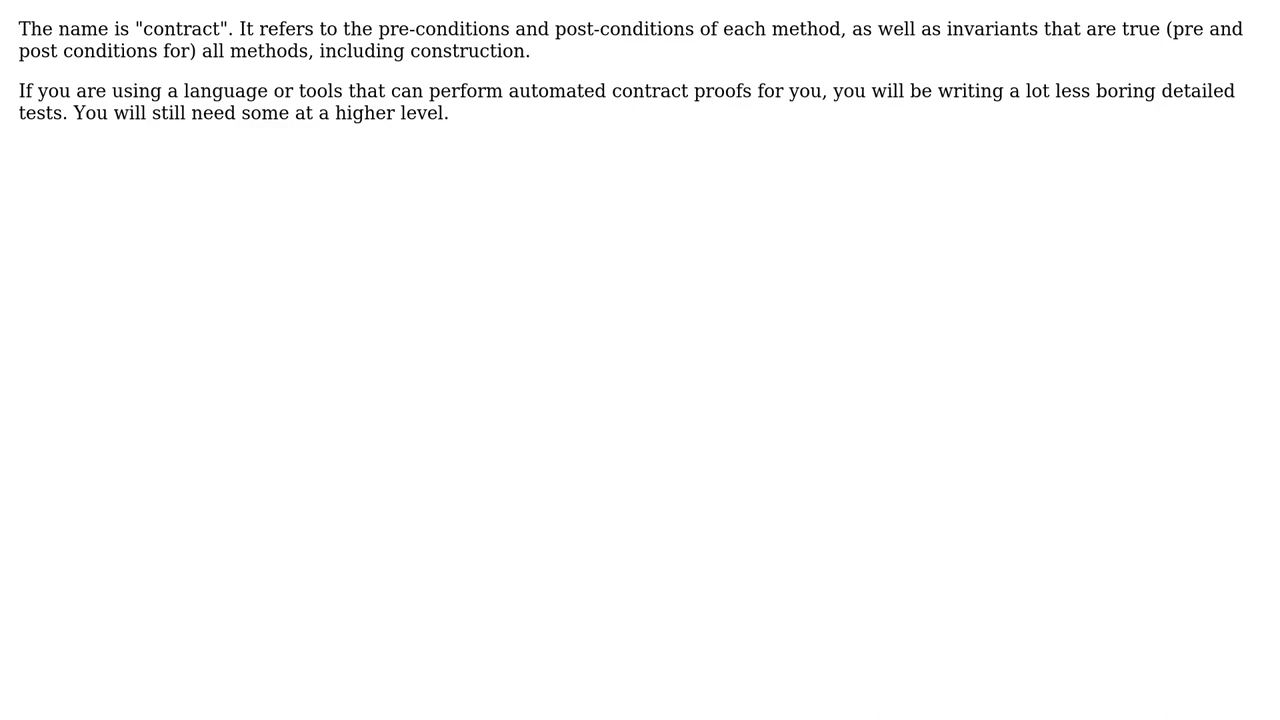 The name is "contract". It refers to the pre-conditions and post-conditions of each method, as well as invariants that are true (pre and
post conditions for) all methods, including construction.
If you are using a language or tools that can perform automated contract proofs for you, you will be writing a lot less boring detailed
tests. You will still need some at a higher level.